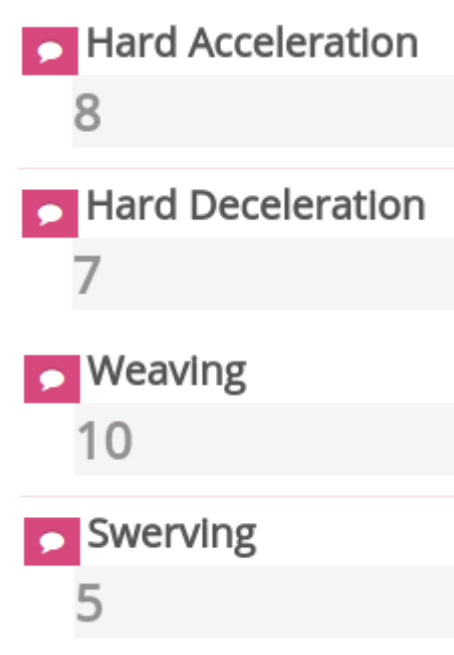 Hard Acceleration
8
Hard Deceleration
7
Weaving
10
Swerving
5